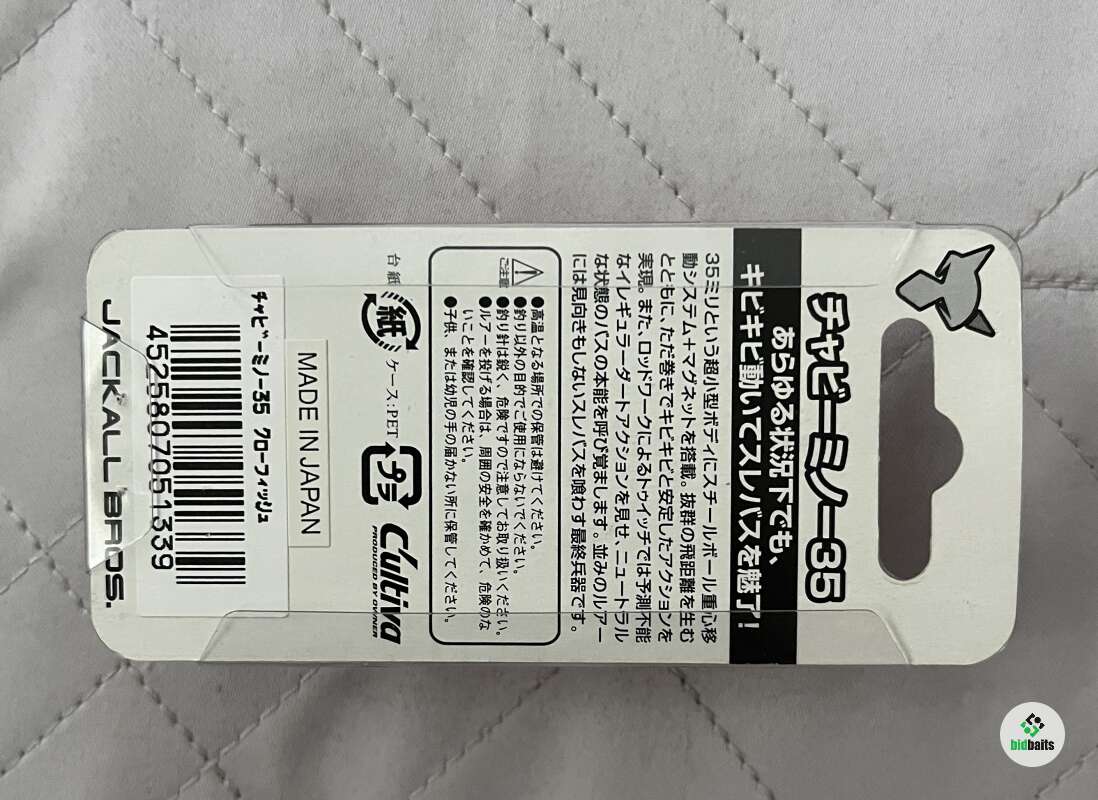 チャビーミノー35
あらゆる状況下でも、
キビキビ動いてスレバスを魅了!
35ミリという超小型ボディにスチールボール重心移
動システム+マグネットを搭載。抜群の飛距離を生む
とともに、ただ巻きでキビキビと安定したアクションを
実現。また、ロッドワークによるトゥイッチでは予測不能
なイレギュラーダートアクションを見せ、ニュートラル
な状態のバスの本能を呼び覚まします。並みのルアー
には見向きもしないスレバスを喰わす最終兵器です。
ご注意
●高温となる場所での保管は避けてください。
●釣り以外の目的でご使用にならないでください。
●釣り針は鋭く、危険ですので注意してお取り扱いください。
●ルアーを投げる場合は、周囲の安全を確かめて、危険のな
いことを確認してください。
●子供、または幼児の手の届かない所に保管してください。
台紙
紙
ケース:PET
Cultiva
PRODUCED BY OWNER
MADE IN JAPAN
チャビーミノー35 クローフィッシュ
4525807051339
JACKALL BROS.
bidbaits